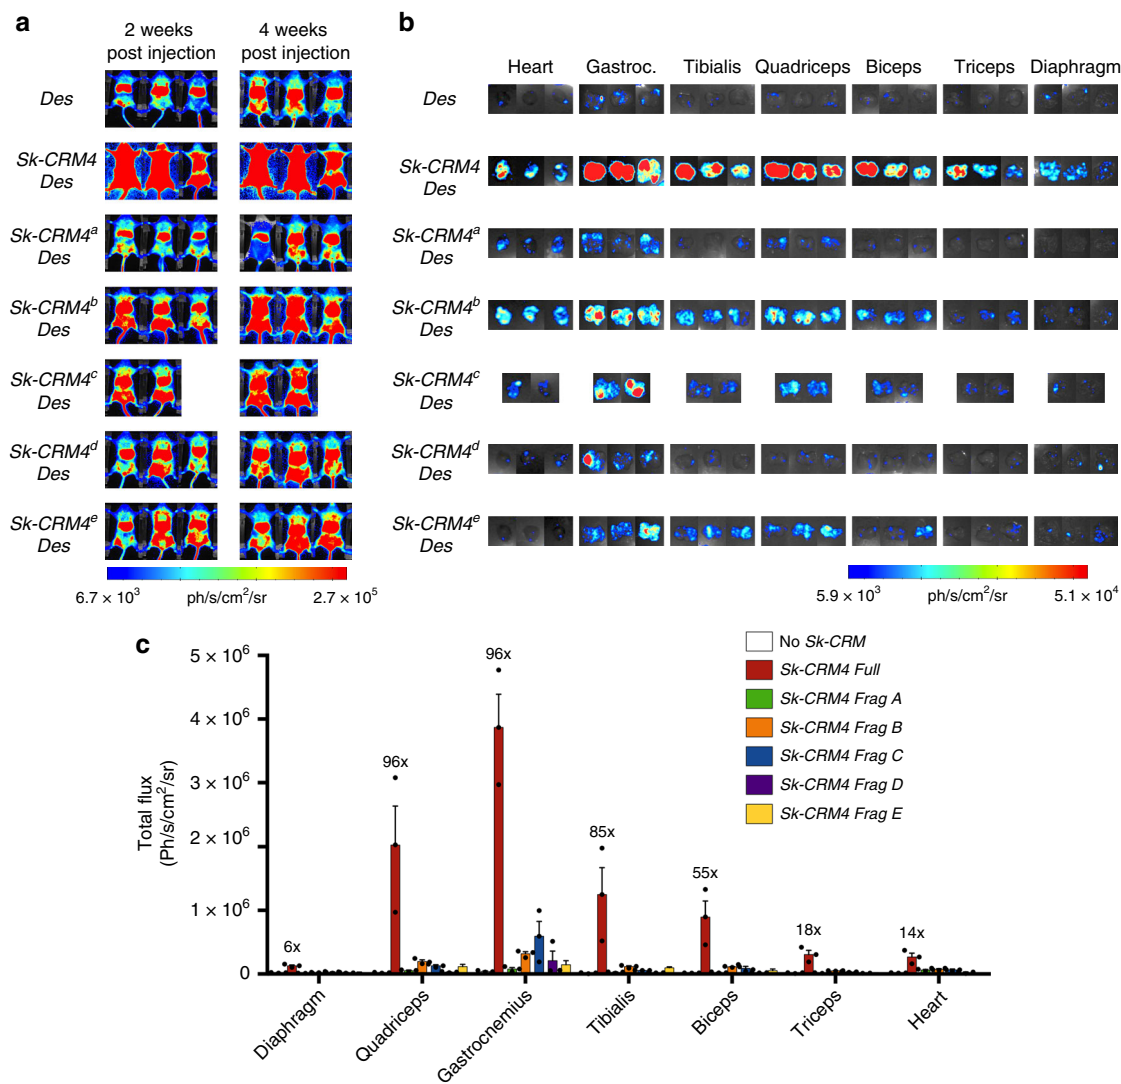 a
2 weeks
post injection
4 weeks
post injection
Des
Sk-CRM4
Des
Sk-CRM4ᵃ
Des
Sk-CRM4ᵇ
Des
Sk-CRM4ᶜ
Des
Sk-CRM4ᵈ
Des
Sk-CRM4ᵉ
Des
6.7 × 10³ ph/s/cm²/sr 2.7 × 10⁵
b
Heart Gastroc. Tibialis Quadriceps Biceps Triceps Diaphragm
Des
Sk-CRM4
Des
Sk-CRM4ᵃ
Des
Sk-CRM4ᵇ
Des
Sk-CRM4ᶜ
Des
Sk-CRM4ᵈ
Des
Sk-CRM4ᵉ
Des
5.9 × 10³ ph/s/cm²/sr 5.1 × 10⁴
c
Total flux
(Ph/s/cm²/sr)
5 × 10⁶
4 × 10⁶
3 × 10⁶
2 × 10⁶
1 × 10⁶
0
6x
96x
96x
85x
55x
18x
14x
Diaphragm
Quadriceps
Gastrocnemius
Tibialis
Biceps
Triceps
Heart
No Sk-CRM
Sk-CRM4 Full
Sk-CRM4 Frag A
Sk-CRM4 Frag B
Sk-CRM4 Frag C
Sk-CRM4 Frag D
Sk-CRM4 Frag E